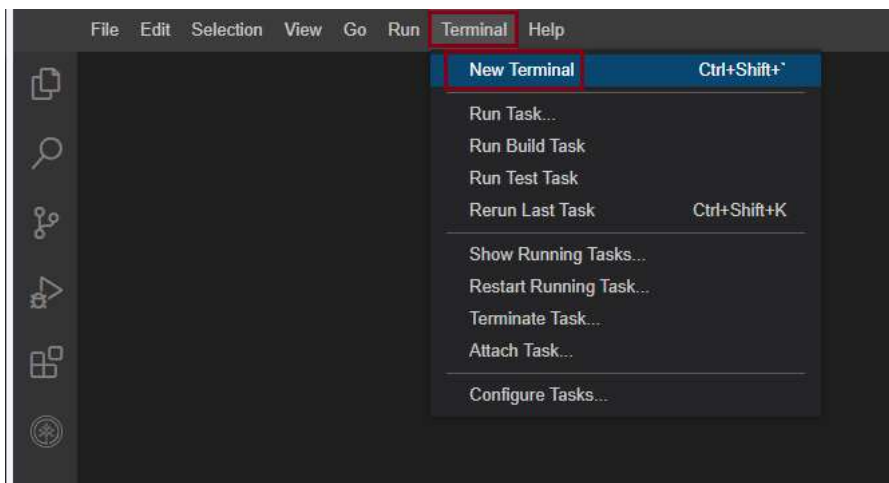 File Edit Selection View Go Run Terminal Help
New Terminal Ctrl+Shift+`
Run Task...
Run Build Task
Run Test Task
Rerun Last Task Ctrl+Shift+K
Show Running Tasks...
Restart Running Task...
Terminate Task...
Attach Task...
Configure Tasks...